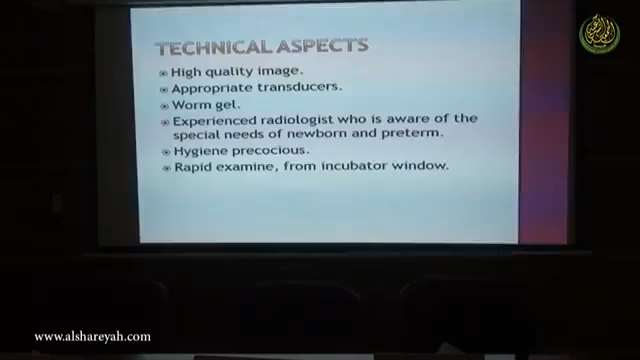 TECHNICAL ASPECTS
High quality image.
Appropriate transducers.
Worm gel.
Experienced radiologist who is aware of the
special needs of newborn and preterm.
Hygiene precocious.
Rapid examine, from incubator window.
www.alshareyah.com